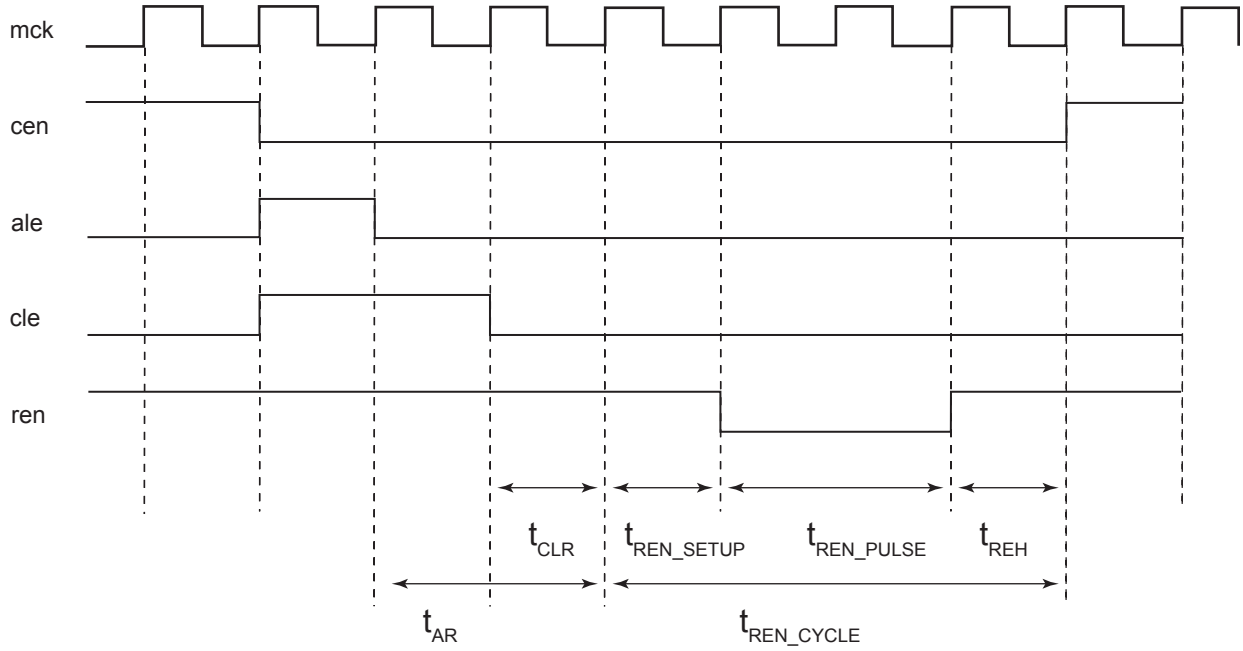 mck
cen
ale
cle
ren
tCLR tREN_SETUP tREN_PULSE tREH
tAR tREN_CYCLE